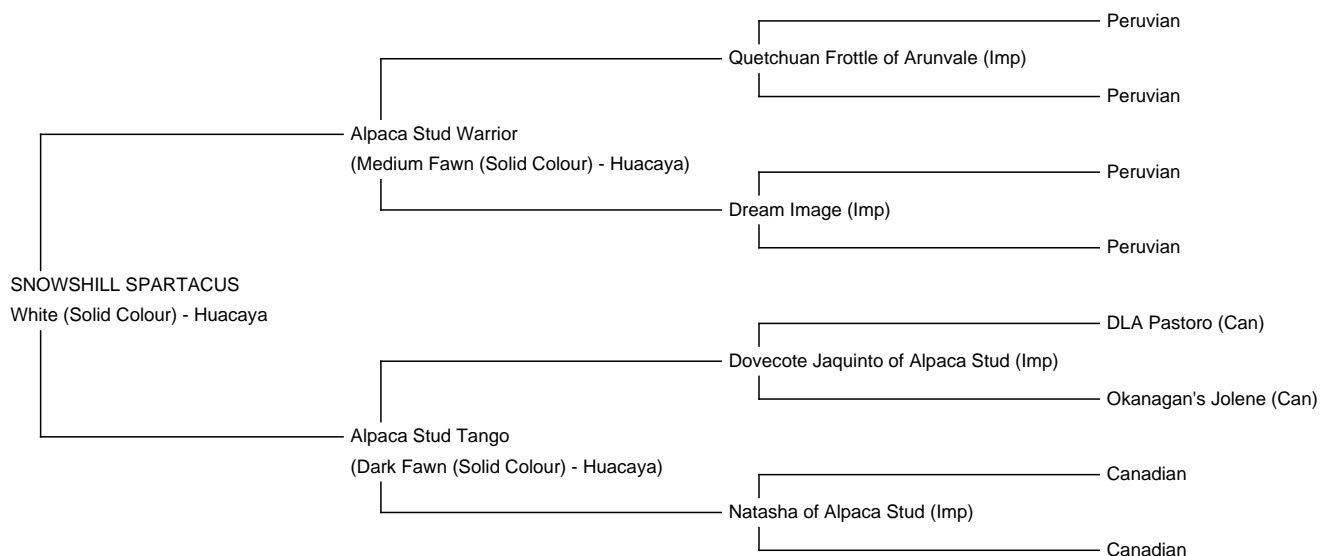 Peruvian
Quetchuan Frottle of Arunvale (Imp)
Peruvian
Alpaca Stud Warrior
(Medium Fawn (Solid Colour) - Huacaya)
Peruvian
Dream Image (Imp)
Peruvian
SNOWSHILL SPARTACUS
White (Solid Colour) - Huacaya
DLA Pastoro (Can)
Dovecote Jaquinto of Alpaca Stud (Imp)
Okanagan's Jolene (Can)
Alpaca Stud Tango
(Dark Fawn (Solid Colour) - Huacaya)
Canadian
Natasha of Alpaca Stud (Imp)
Canadian